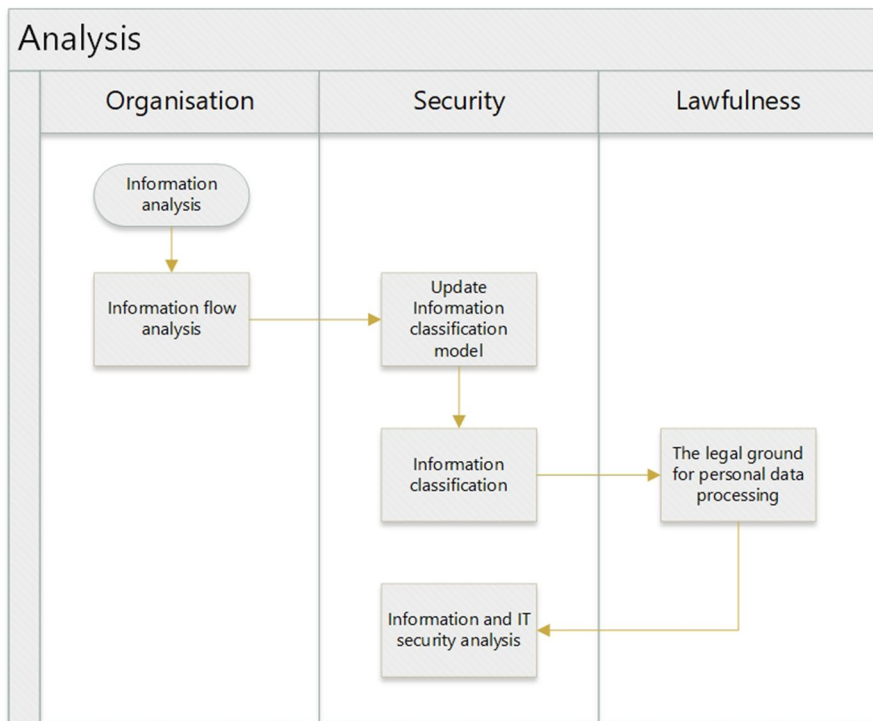 Analysis
Organisation
Security
Lawfulness
Information
analysis
Information flow
analysis
Update
Information
classification
model
Information
classification
The legal ground
for personal data
processing
Information and IT
security analysis